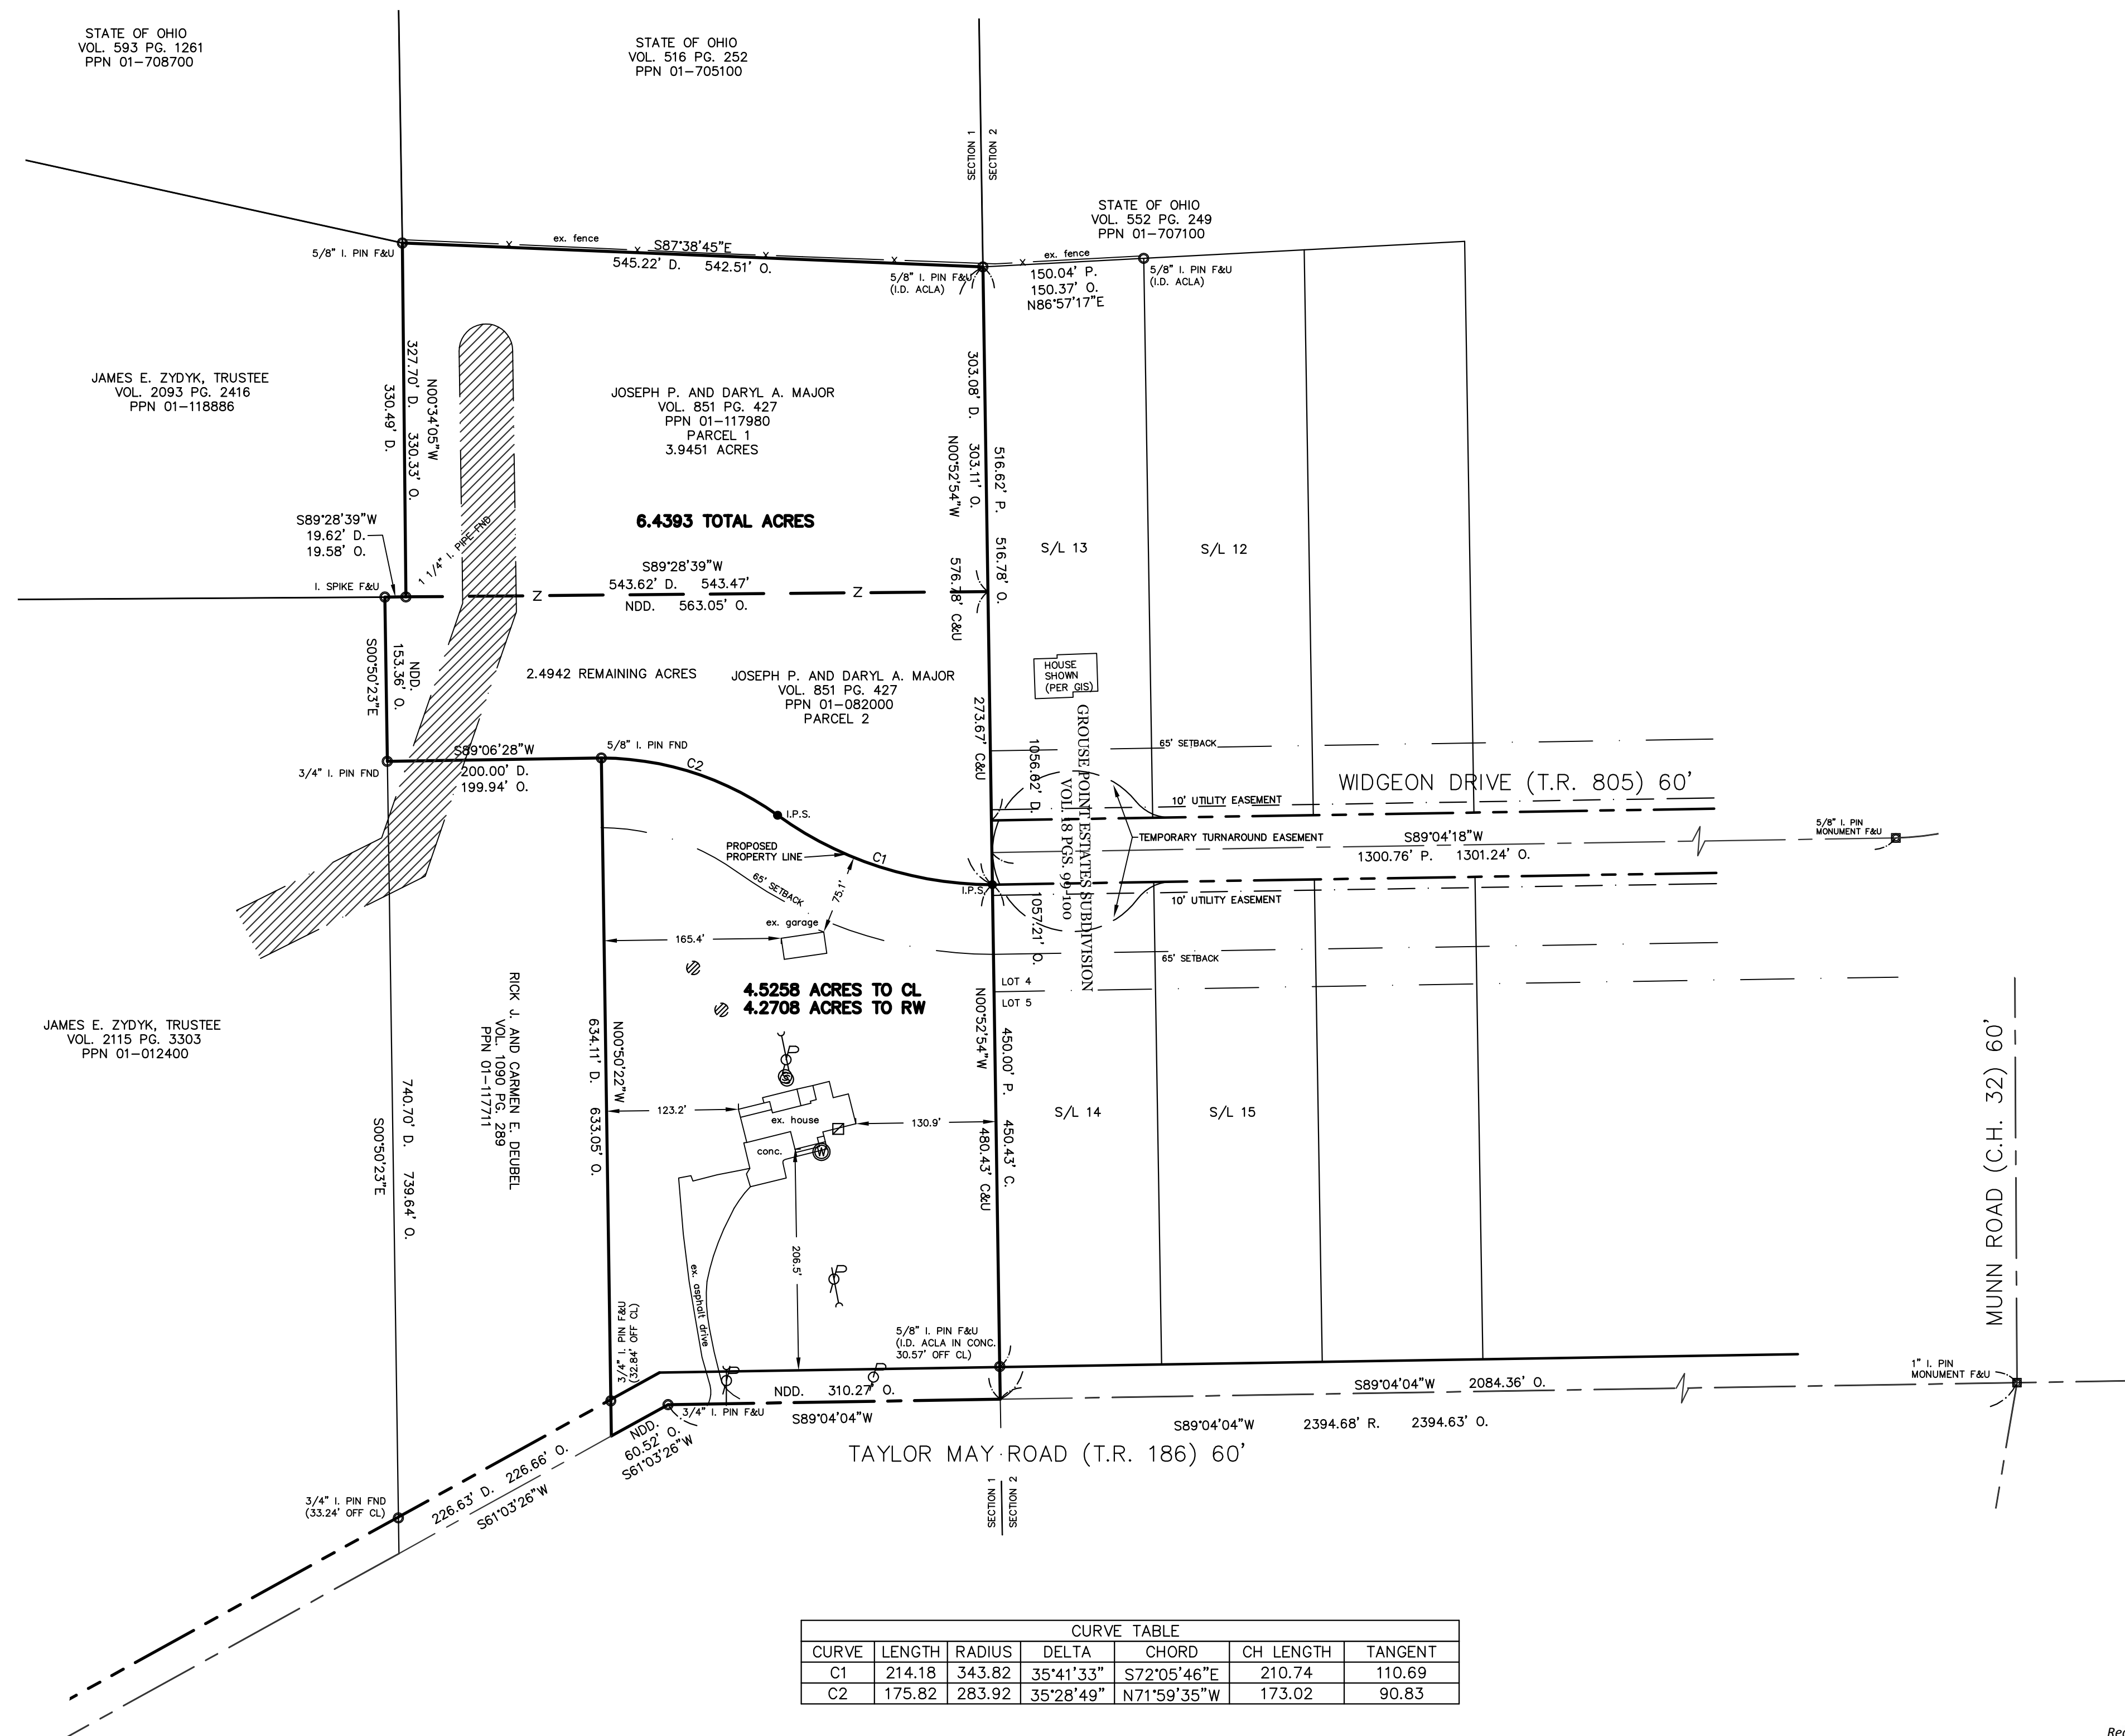 STATE OF OHIO
VOL. 593 PG. 1261
PPN 01-708700
STATE OF OHIO
VOL. 516 PG. 252
PPN 01-705100
SECTION 1
SECTION 2
STATE OF OHIO
VOL. 552 PG. 249
PPN 01-707100
5/8" I. PIN F&U
ex. fence
S87°38'45"E
545.22' D. 542.51' O.
5/8" I. PIN F&U
(I.D. ACLA)
ex. fence
150.04' P.
150.37' O.
N86°57'17"E
5/8" I. PIN F&U
(I.D. ACLA)
JAMES E. ZYDYK, TRUSTEE
VOL. 2093 PG. 2416
PPN 01-118886
N00°34'05"W
327.70' D. 330.33' O.
330.49' D.
JOSEPH P. AND DARYL A. MAJOR
VOL. 851 PG. 427
PPN 01-117980
PARCEL 1
3.9451 ACRES
303.08' D. 303.11' O.
N00°52'54"W
516.62' P. 516.78' O.
576.78' C&U
6.4393 TOTAL ACRES
S89°28'39"W
19.62' D.
19.58' O.
1 1/4" I. PIPE FND
I. SPIKE F&U
S89°28'39"W
543.62' D. 543.47'
NDD. 563.05' O.
Z
Z
S/L 13
S/L 12
NDD.
153.36' O.
S00°50'23"E
2.4942 REMAINING ACRES
JOSEPH P. AND DARYL A. MAJOR
VOL. 851 PG. 427
PPN 01-082000
PARCEL 2
HOUSE
SHOWN
(PER GIS)
273.67' C&U
1056.62' D.
1057.21' O.
GROUSE POINT ESTATES SUBDIVISION
VOL. 18 PGS. 99-100
65' SETBACK
WIDGEON DRIVE (T.R. 805) 60'
10' UTILITY EASEMENT
TEMPORARY TURNAROUND EASEMENT
S89°04'18"W
1300.76' P. 1301.24' O.
5/8" I. PIN
MONUMENT F&U
10' UTILITY EASEMENT
65' SETBACK
LOT 4
LOT 5
3/4" I. PIN FND
S89°06'28"W
200.00' D.
199.94' O.
5/8" I. PIN FND
C2
I.P.S.
PROPOSED
PROPERTY LINE
C1
65' SETBACK
75.1'
I.P.S.
ex. garage
165.4'
4.5258 ACRES TO CL
4.2708 ACRES TO RW
JAMES E. ZYDYK, TRUSTEE
VOL. 2115 PG. 3303
PPN 01-012400
RICK J. AND CARMEN E. DEUBEL
VOL. 1090 PG. 289
PPN 01-117711
740.70' D. 739.64' O.
S00°50'23"E
N00°50'22"W
634.11' D. 633.05' O.
123.2'
ex. house
conc.
S
W
130.9'
206.5'
ex. asphalt drive
N00°52'54"W
450.00' P. 450.43' C.
480.43' C&U
S/L 14
S/L 15
MUNN ROAD (C.H. 32) 60'
3/4" I. PIN F&U
(32.84' OFF CL)
5/8" I. PIN F&U
(I.D. ACLA IN CONC.
30.57' OFF CL)
NDD. 310.27' O.
3/4" I. PIN F&U
S89°04'04"W
NDD.
60.52' O.
S61°03'26"W
S89°04'04"W 2084.36' O.
S89°04'04"W 2394.68' R. 2394.63' O.
1" I. PIN
MONUMENT F&U
TAYLOR MAY ROAD (T.R. 186) 60'
SECTION 1
SECTION 2
3/4" I. PIN FND
(33.24' OFF CL)
226.63' D. 226.66' O.
S61°03'26"W
CURVE TABLE
CURVE LENGTH RADIUS DELTA CHORD CH LENGTH TANGENT
C1 214.18 343.82 35°41'33" S72°05'46"E 210.74 110.69
C2 175.82 283.92 35°28'49" N71°59'35"W 173.02 90.83